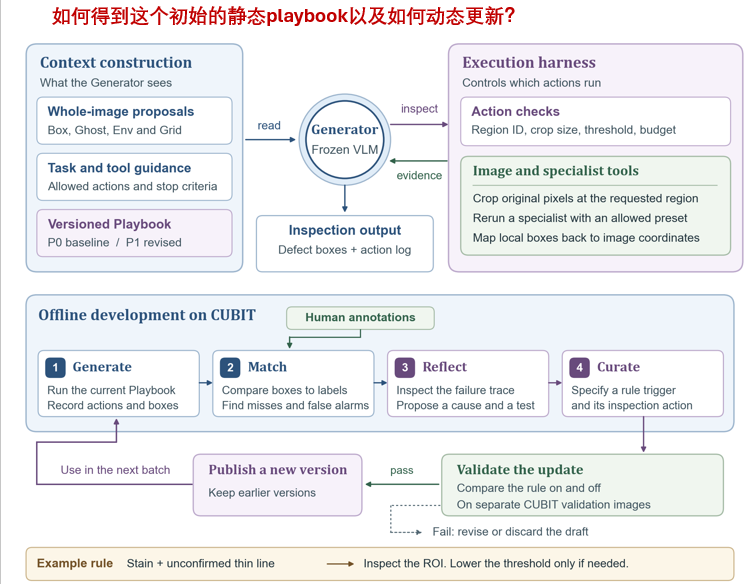 如何得到这个初始的静态playbook以及如何动态更新？
Context construction
What the Generator sees
Whole-image proposals
Box, Ghost, Env and Grid
Task and tool guidance
Allowed actions and stop criteria
Versioned Playbook
P0 baseline / P1 revised
read
Generator
Frozen VLM
inspect
evidence
Inspection output
Defect boxes + action log
Execution harness
Controls which actions run
Action checks
Region ID, crop size, threshold, budget
Image and specialist tools
Crop original pixels at the requested region
Rerun a specialist with an allowed preset
Map local boxes back to image coordinates
Offline development on CUBIT
Human annotations
1 Generate
Run the current Playbook
Record actions and boxes
2 Match
Compare boxes to labels
Find misses and false alarms
3 Reflect
Inspect the failure trace
Propose a cause and a test
4 Curate
Specify a rule trigger
and its inspection action
Use in the next batch
Publish a new version
Keep earlier versions
pass
Validate the update
Compare the rule on and off
On separate CUBIT validation images
Fail: revise or discard the draft
Example rule
Stain + unconfirmed thin line
Inspect the ROI. Lower the threshold only if needed.